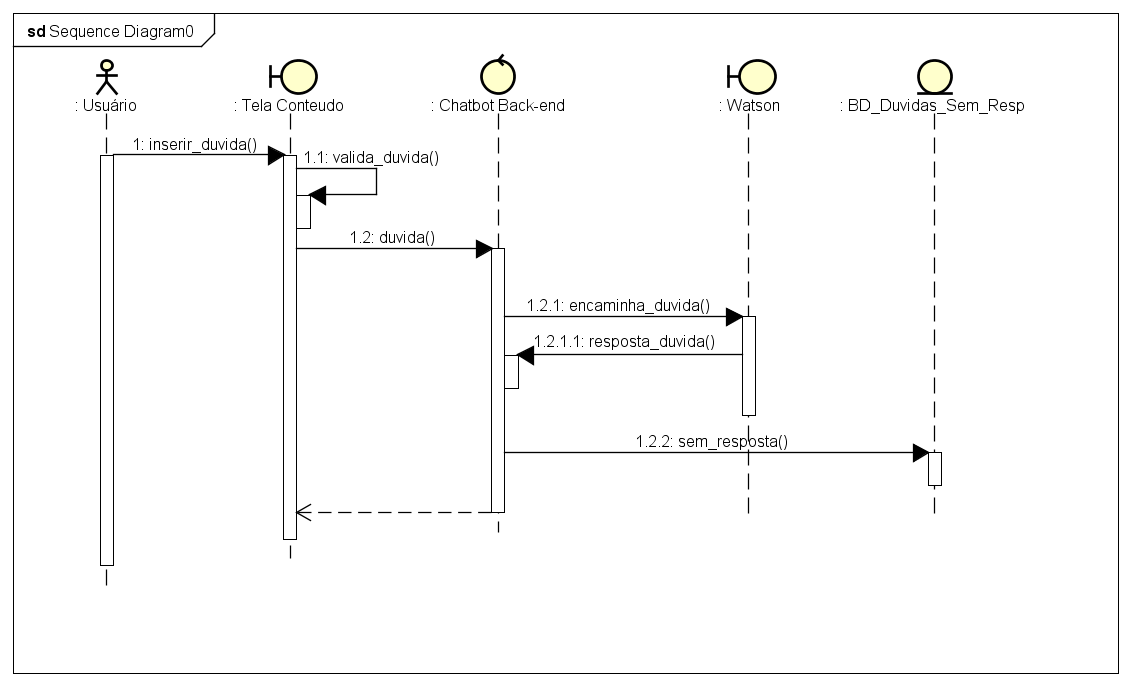 sd Sequence Diagram0
: Usuário
: Tela Conteudo
: Chatbot Back-end
: Watson
: BD_Duvidas_Sem_Resp
1: inserir_duvida()
1.1: valida_duvida()
1.2: duvida()
1.2.1: encaminha_duvida()
1.2.1.1: resposta_duvida()
1.2.2: sem_resposta()